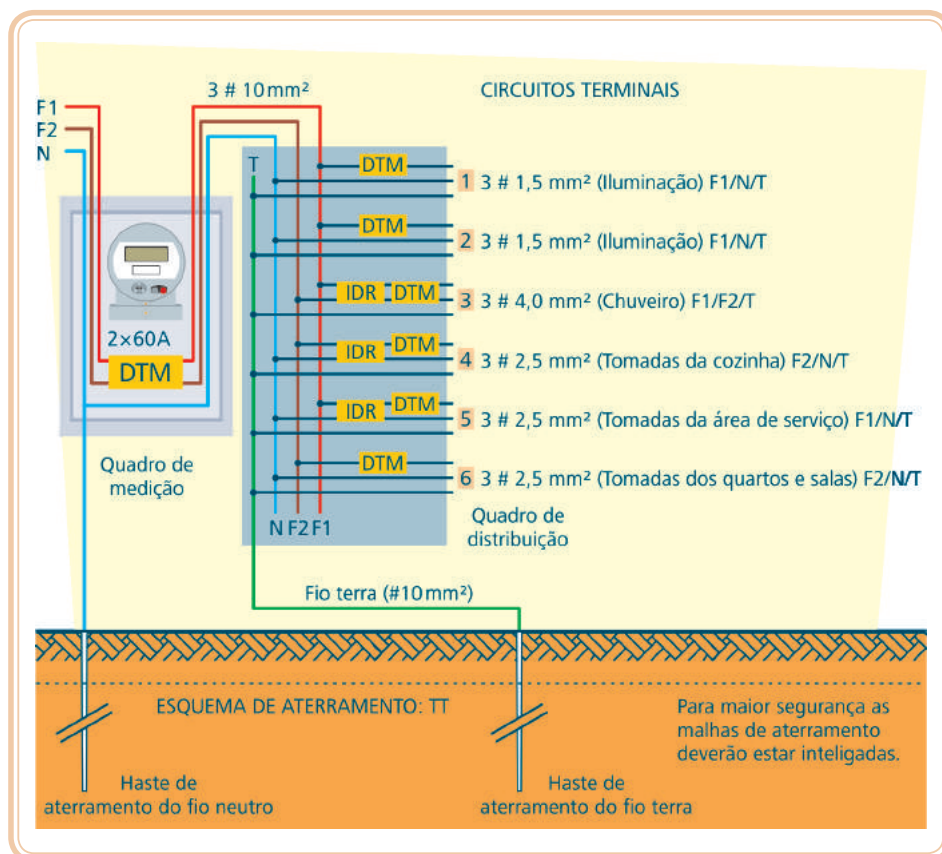 3 # 10 mm²
CIRCUITOS TERMINAIS
F1
F2
N
T
DTM
1 3 # 1,5 mm² (Iluminação) F1/N/T
DTM
2 3 # 1,5 mm² (Iluminação) F1/N/T
IDR DTM
3 3 # 4,0 mm² (Chuveiro) F1/F2/T
2×60A
DTM
IDR DTM
4 3 # 2,5 mm² (Tomadas da cozinha) F2/N/T
IDR DTM
5 3 # 2,5 mm² (Tomadas da área de serviço) F1/N/T
Quadro de
medição
DTM
6 3 # 2,5 mm² (Tomadas dos quartos e salas) F2/N/T
N F2 F1
Quadro de
distribuição
Fio terra (#10 mm²)
ESQUEMA DE ATERRAMENTO: TT
Para maior segurança as
malhas de aterramento
deverão estar inteligadas.
Haste de
aterramento do fio neutro
Haste de
aterramento do fio terra